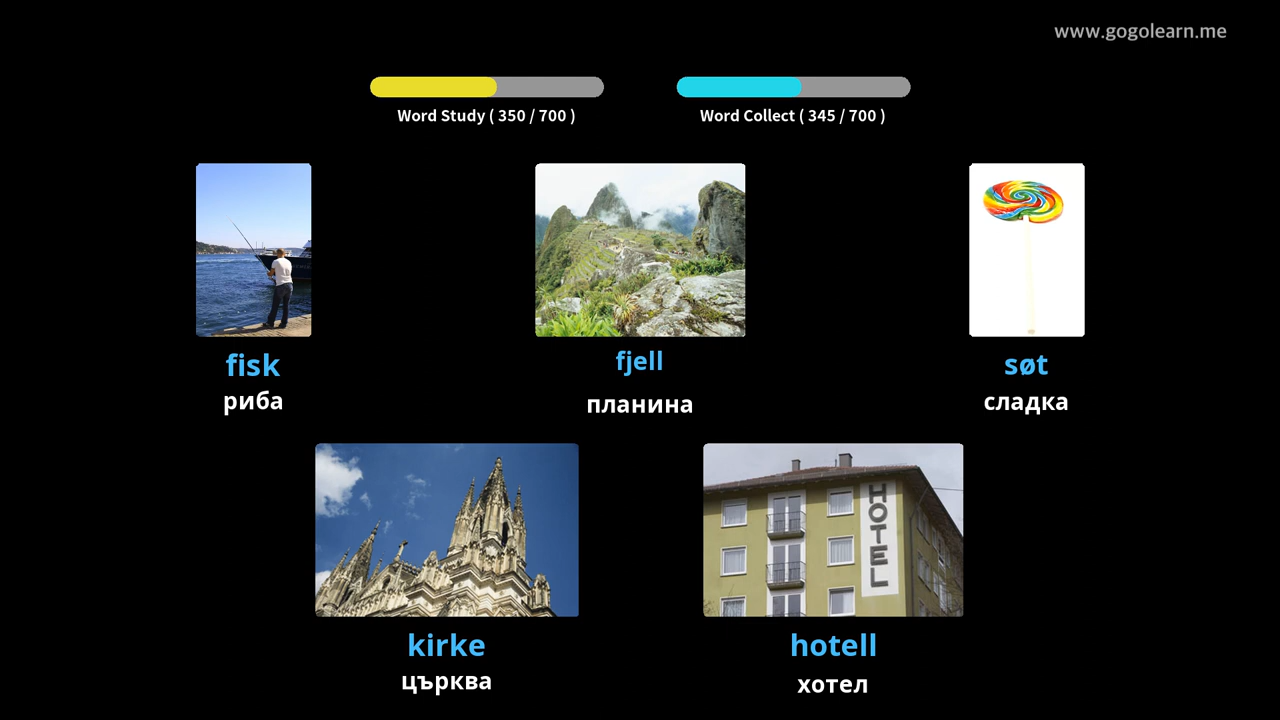 www.gogolearn.me
Word Study ( 350 / 700 )
Word Collect ( 345 / 700 )
fisk
риба
fjell
планина
søt
сладка
HOTEL
kirke
църква
hotell
хотел